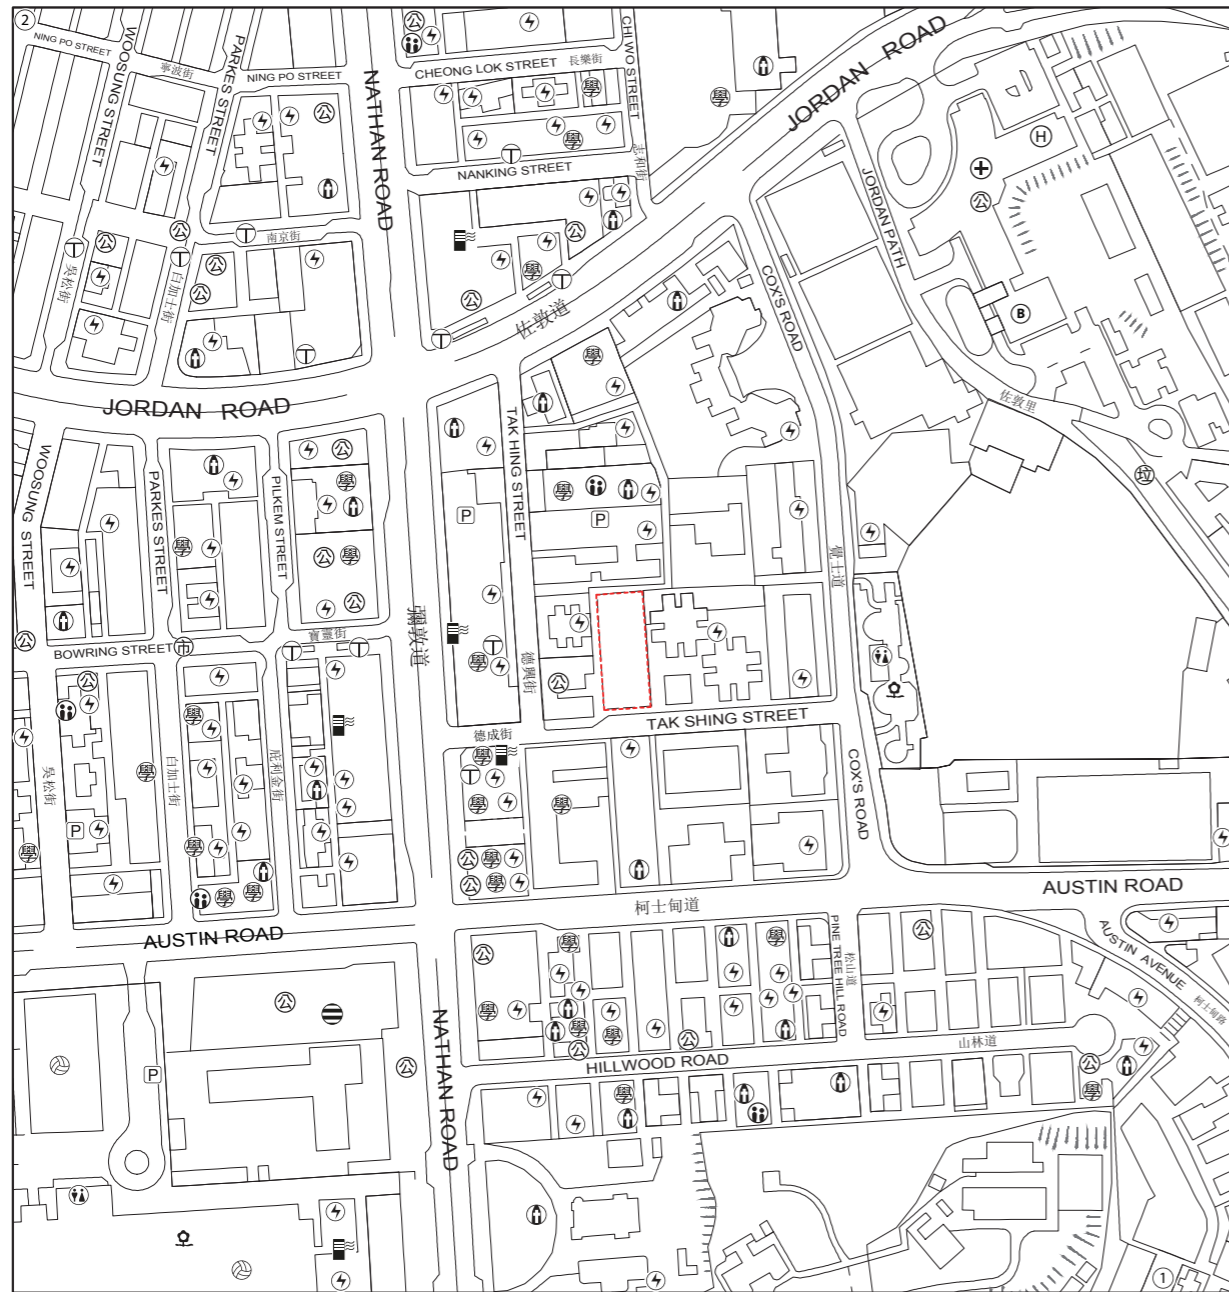 2
NING PO STREET
寧波街
WOOSUNG STREET
PARKES STREET
NING PO STREET
NATHAN ROAD
CHEONG LOK STREET 長樂街
CHI WO STREET
志和街
NANKING STREET
南京街
JORDAN ROAD
佐敦道
JORDAN PATH
佐敦里
COX'S ROAD
吳松街
白加士街
JORDAN ROAD
TAK HING STREET
WOOSUNG STREET
PARKES STREET
PILKEM STREET
彌敦道
覺士道
BOWRING STREET
寶靈街
德興街
TAK SHING STREET
德成街
吳松街
白加士街
庇利金街
COX'S ROAD
AUSTIN ROAD
柯士甸道
AUSTIN ROAD
PINE TREE HILL ROAD
松山道
AUSTIN AVENUE
柯士甸路
NATHAN ROAD
HILLWOOD ROAD
山林道
公
學
市
垃
H
B
P
T
1